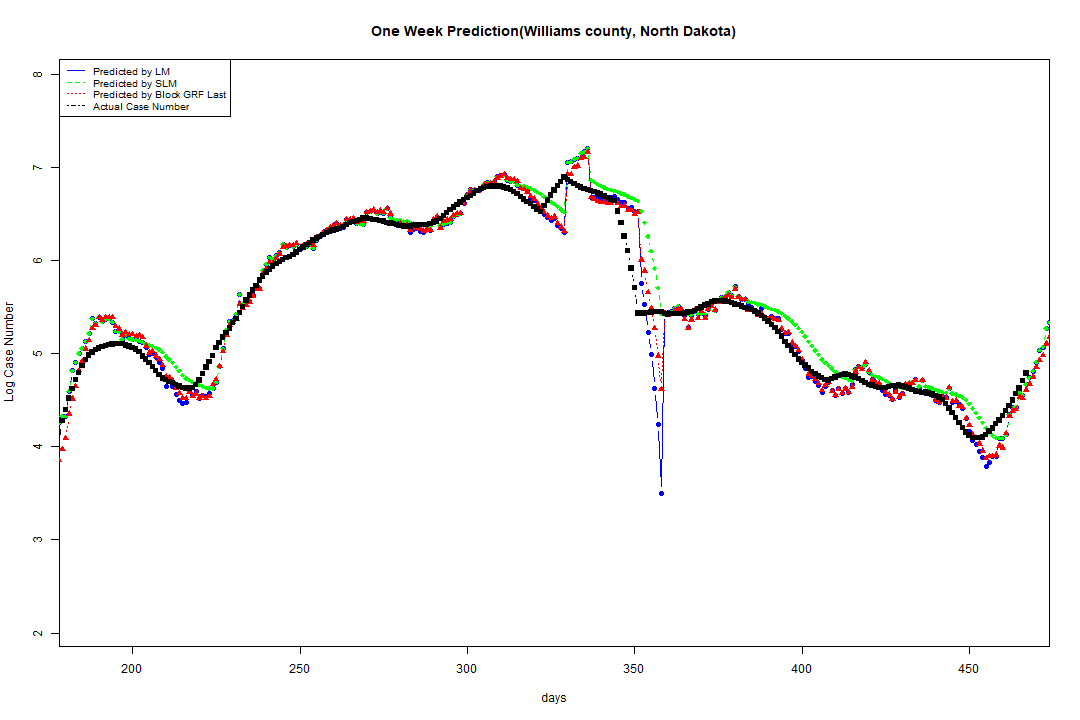 One Week Prediction(Williams county, North Dakota)
Predicted by LM
Predicted by SLM
Predicted by Block GRF Last
Actual Case Number
8
7
6
5
4
3
2
Log Case Number
200 250 300 350 400 450
days